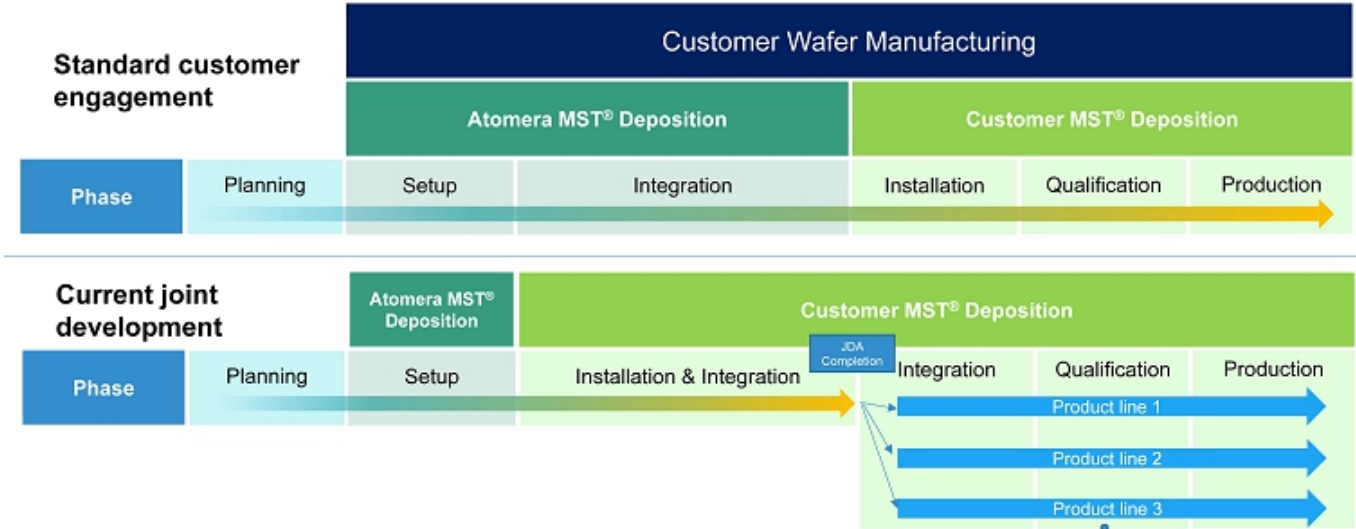 Customer Wafer Manufacturing
Standard customer
engagement
Atomera MST® Deposition
Customer MST® Deposition
Phase
Planning
Setup
Integration
Installation
Qualification
Production
Current joint
development
Atomera MST®
Deposition
Customer MST® Deposition
JDA
Completion
Phase
Planning
Setup
Installation & Integration
Integration
Qualification
Production
Product line 1
Product line 2
Product line 3